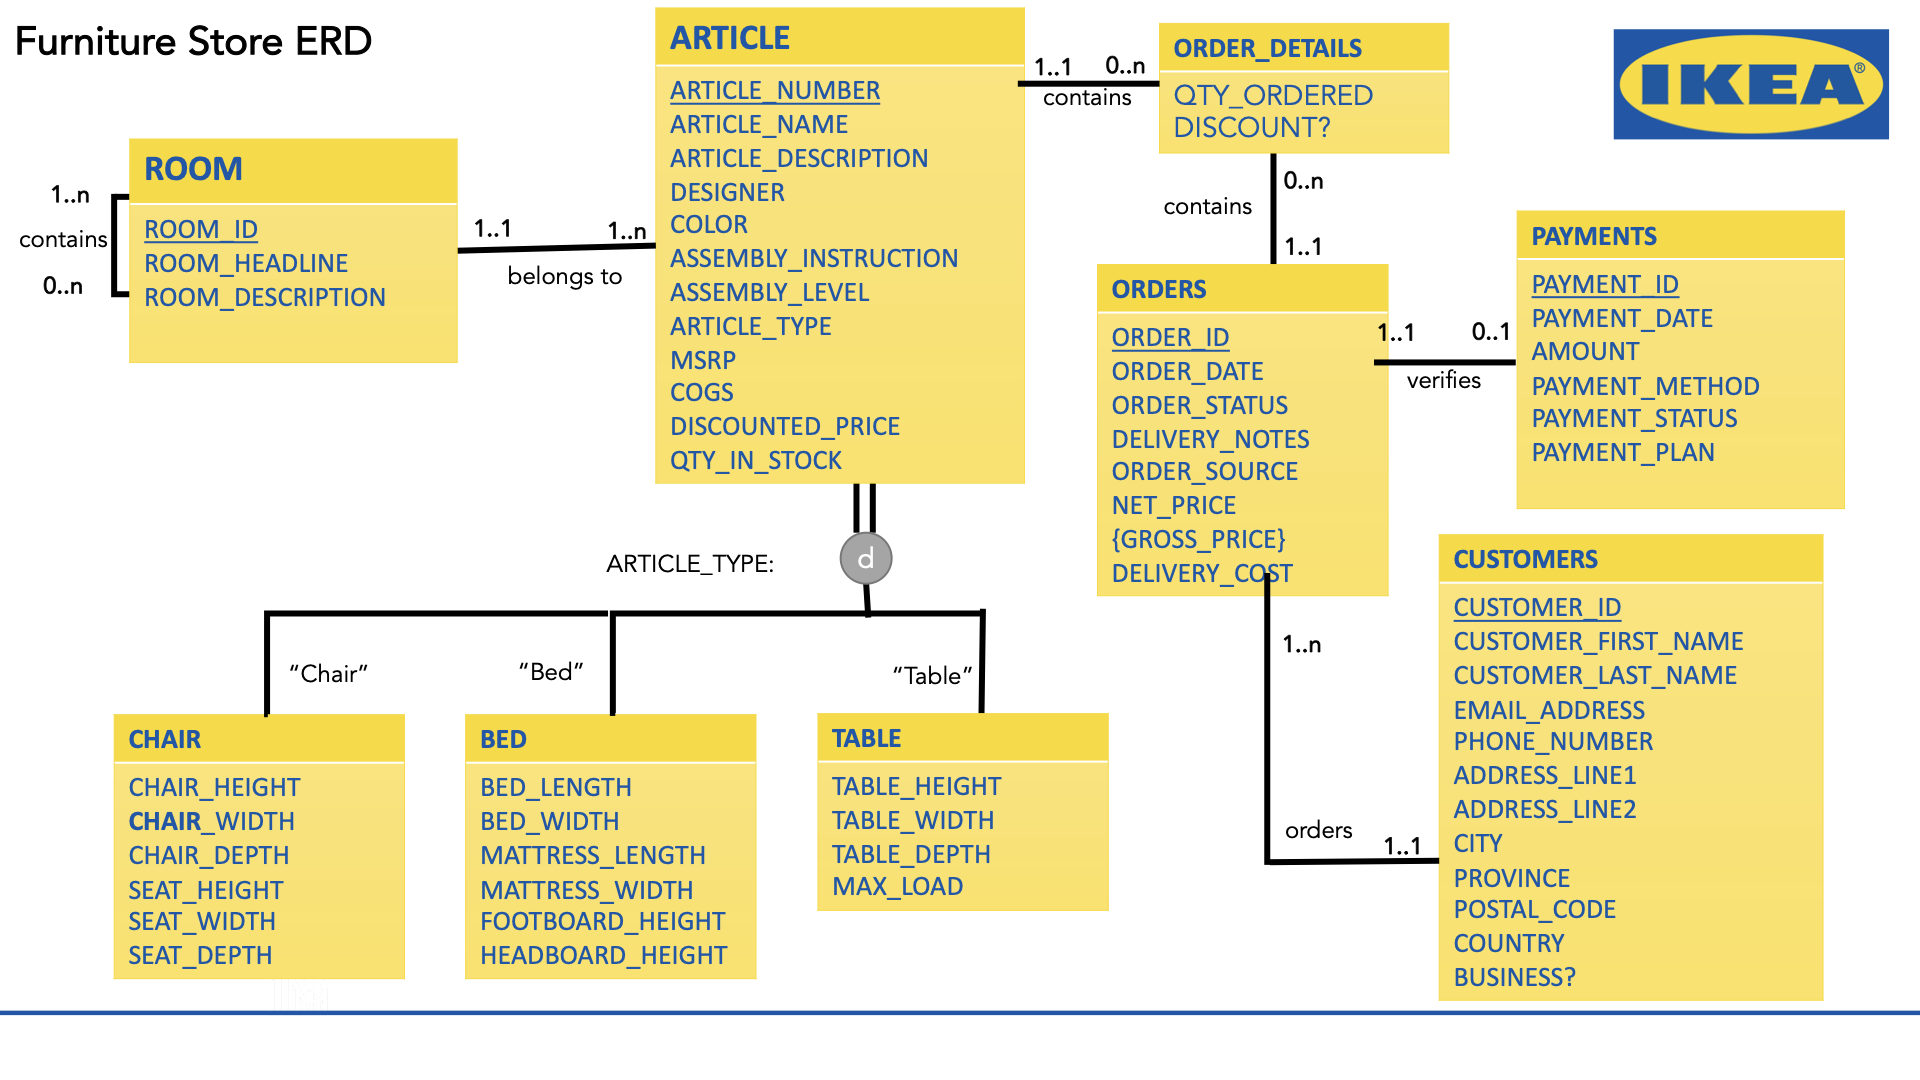 Furniture Store ERD
IKEA®
ROOM
ROOM_ID
ROOM_HEADLINE
ROOM_DESCRIPTION
1..n
contains
0..n
1..1
1..n
belongs to
ARTICLE
ARTICLE_NUMBER
ARTICLE_NAME
ARTICLE_DESCRIPTION
DESIGNER
COLOR
ASSEMBLY_INSTRUCTION
ASSEMBLY_LEVEL
ARTICLE_TYPE
MSRP
COGS
DISCOUNTED_PRICE
QTY_IN_STOCK
1..1
0..n
contains
ORDER_DETAILS
QTY_ORDERED
DISCOUNT?
0..n
contains
1..1
ORDERS
ORDER_ID
ORDER_DATE
ORDER_STATUS
DELIVERY_NOTES
ORDER_SOURCE
NET_PRICE
{GROSS_PRICE}
DELIVERY_COST
1..1
0..1
verifies
PAYMENTS
PAYMENT_ID
PAYMENT_DATE
AMOUNT
PAYMENT_METHOD
PAYMENT_STATUS
PAYMENT_PLAN
1..n
orders
1..1
CUSTOMERS
CUSTOMER_ID
CUSTOMER_FIRST_NAME
CUSTOMER_LAST_NAME
EMAIL_ADDRESS
PHONE_NUMBER
ADDRESS_LINE1
ADDRESS_LINE2
CITY
PROVINCE
POSTAL_CODE
COUNTRY
BUSINESS?
ARTICLE_TYPE:
d
“Chair”
“Bed”
“Table”
CHAIR
CHAIR_HEIGHT
CHAIR_WIDTH
CHAIR_DEPTH
SEAT_HEIGHT
SEAT_WIDTH
SEAT_DEPTH
BED
BED_LENGTH
BED_WIDTH
MATTRESS_LENGTH
MATTRESS_WIDTH
FOOTBOARD_HEIGHT
HEADBOARD_HEIGHT
TABLE
TABLE_HEIGHT
TABLE_WIDTH
TABLE_DEPTH
MAX_LOAD